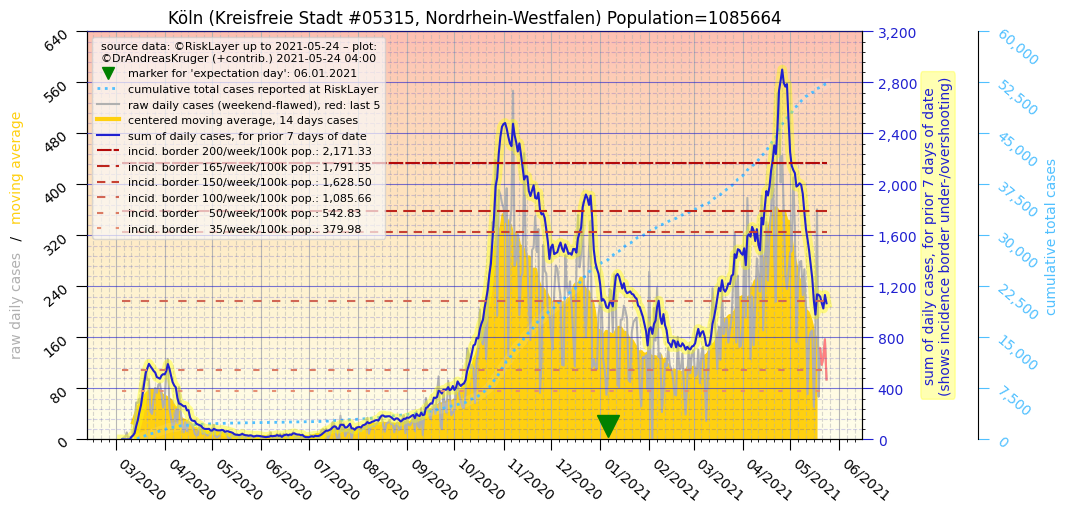 Köln (Kreisfreie Stadt #05315, Nordrhein-Westfalen) Population=1085664
source data: ©RiskLayer up to 2021-05-24 – plot:
©DrAndreasKruger (+contrib.) 2021-05-24 04:00
marker for 'expectation day': 06.01.2021
cumulative total cases reported at RiskLayer
raw daily cases (weekend-flawed), red: last 5
centered moving average, 14 days cases
sum of daily cases, for prior 7 days of date
incid. border 200/week/100k pop.: 2,171.33
incid. border 165/week/100k pop.: 1,791.35
incid. border 150/week/100k pop.: 1,628.50
incid. border 100/week/100k pop.: 1,085.66
incid. border   50/week/100k pop.: 542.83
incid. border   35/week/100k pop.: 379.98
raw daily cases / moving average
640
560
480
400
320
240
160
80
0
03/2020
04/2020
05/2020
06/2020
07/2020
08/2020
09/2020
10/2020
11/2020
12/2020
01/2021
02/2021
03/2021
04/2021
05/2021
06/2021
3,200
2,800
2,400
2,000
1,600
1,200
800
400
0
sum of daily cases, for prior 7 days of date
(shows incidence border under-/overshooting)
60,000
52,500
45,000
37,500
30,000
22,500
15,000
7,500
0
cumulative total cases